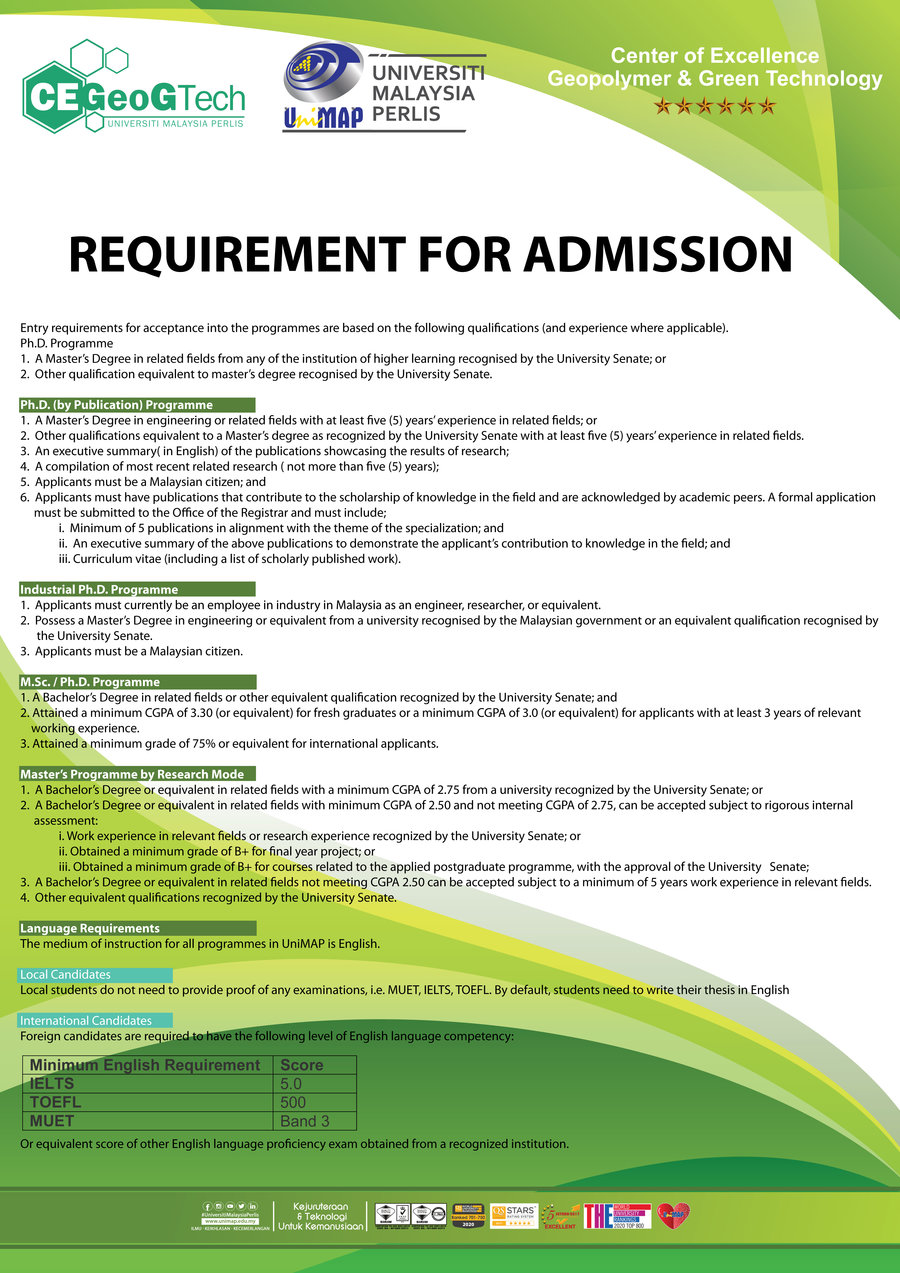 CEGeoGTech
UNIVERSITI MALAYSIA PERLIS
UniMAP
UNIVERSITI
MALAYSIA
PERLIS
Center of Excellence
Geopolymer & Green Technology
REQUIREMENT FOR ADMISSION
Entry requirements for acceptance into the programmes are based on the following qualifications (and experience where applicable).
Ph.D. Programme
1. A Master's Degree in related fields from any of the institution of higher learning recognised by the University Senate; or
2. Other qualification equivalent to master's degree recognised by the University Senate.
Ph.D. (by Publication) Programme
1. A Master's Degree in engineering or related fields with at least five (5) years' experience in related fields; or
2. Other qualifications equivalent to a Master's degree as recognized by the University Senate with at least five (5) years' experience in related fields.
3. An executive summary( in English) of the publications showcasing the results of research;
4. A compilation of most recent related research ( not more than five (5) years);
5. Applicants must be a Malaysian citizen; and
6. Applicants must have publications that contribute to the scholarship of knowledge in the field and are acknowledged by academic peers. A formal application
must be submitted to the Office of the Registrar and must include;
i. Minimum of 5 publications in alignment with the theme of the specialization; and
ii. An executive summary of the above publications to demonstrate the applicant's contribution to knowledge in the field; and
iii. Curriculum vitae (including a list of scholarly published work).
Industrial Ph.D. Programme
1. Applicants must currently be an employee in industry in Malaysia as an engineer, researcher, or equivalent.
2. Possess a Master's Degree in engineering or equivalent from a university recognised by the Malaysian government or an equivalent qualification recognised by
the University Senate.
3. Applicants must be a Malaysian citizen.
M.Sc. / Ph.D. Programme
1. A Bachelor's Degree in related fields or other equivalent qualification recognized by the University Senate; and
2. Attained a minimum CGPA of 3.30 (or equivalent) for fresh graduates or a minimum CGPA of 3.0 (or equivalent) for applicants with at least 3 years of relevant
working experience.
3. Attained a minimum grade of 75% or equivalent for international applicants.
Master's Programme by Research Mode
1. A Bachelor's Degree or equivalent in related fields with a minimum CGPA of 2.75 from a university recognized by the University Senate; or
2. A Bachelor's Degree or equivalent in related fields with minimum CGPA of 2.50 and not meeting CGPA of 2.75, can be accepted subject to rigorous internal
assessment:
i. Work experience in relevant fields or research experience recognized by the University Senate; or
ii. Obtained a minimum grade of B+ for final year project; or
iii. Obtained a minimum grade of B+ for courses related to the applied postgraduate programme, with the approval of the University Senate;
3. A Bachelor's Degree or equivalent in related fields not meeting CGPA 2.50 can be accepted subject to a minimum of 5 years work experience in relevant fields.
4. Other equivalent qualifications recognized by the University Senate.
Language Requirements
The medium of instruction for all programmes in UniMAP is English.
Local Candidates
Local students do not need to provide proof of any examinations, i.e. MUET, IELTS, TOEFL. By default, students need to write their thesis in English
International Candidates
Foreign candidates are required to have the following level of English language competency:
Minimum English Requirement Score
IELTS 5.0
TOEFL 500
MUET Band 3
Or equivalent score of other English language proficiency exam obtained from a recognized institution.
#UniversitiMalaysiaPerlis
www.unimap.edu.my
ILMU · KEIKHLASAN · KECEMERLANGAN
Kejuruteraan
& Teknologi
Untuk Kemanusiaan
2020
QS STARS
RATING SYSTEM
EXCELLENT
THE
WORLD
UNIVERSITY
RANKINGS
2020 TOP 800